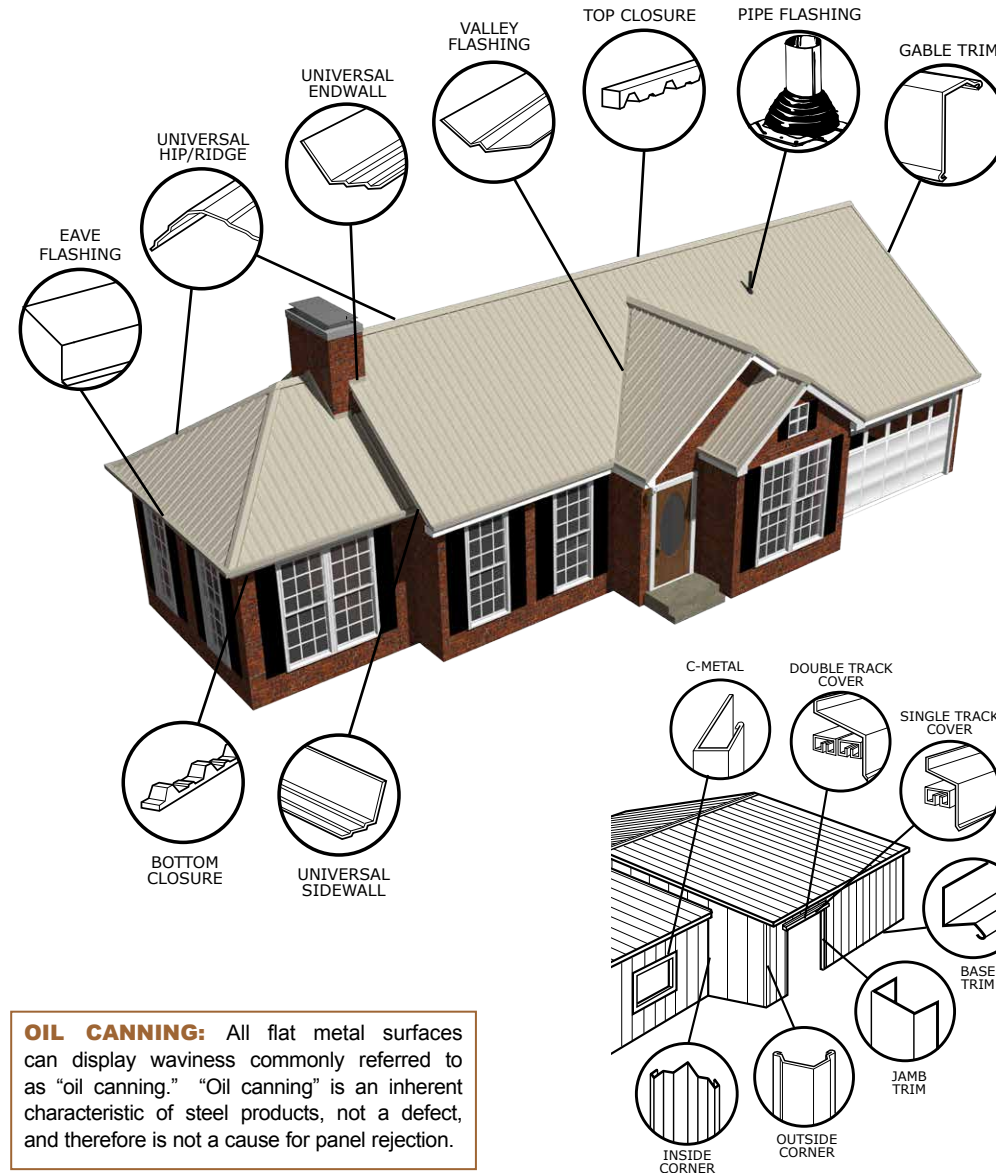 TOP CLOSURE
PIPE FLASHING
VALLEY
FLASHING
GABLE TRIM
UNIVERSAL
ENDWALL
UNIVERSAL
HIP/RIDGE
EAVE
FLASHING
C-METAL
DOUBLE TRACK
COVER
SINGLE TRACK
COVER
BOTTOM
CLOSURE
UNIVERSAL
SIDEWALL
BASE
TRIM
JAMB
TRIM
OUTSIDE
CORNER
INSIDE
CORNER
OIL CANNING: All flat metal surfaces
can display waviness commonly referred to
as “oil canning.” “Oil canning” is an inherent
characteristic of steel products, not a defect,
and therefore is not a cause for panel rejection.